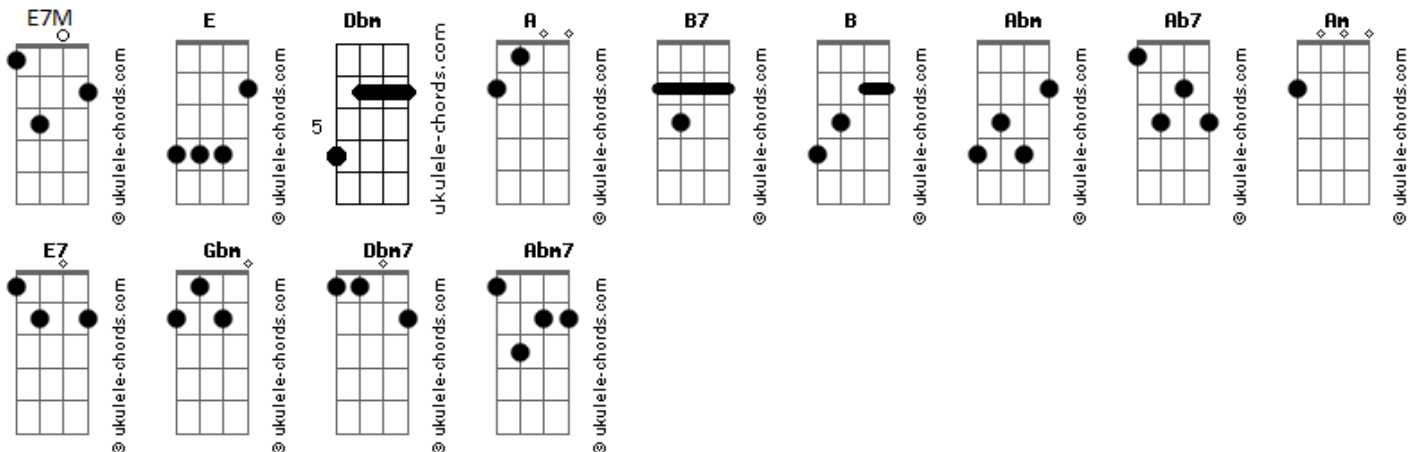 E7M E Dbm A B7 B Abm Ab7 Am
@ ukulele-chords.com @ ukulele-chords.com ukulele-chords.com @ ukulele-chords.com @ ukulele-chords.com @ ukulele-chords.com @ ukulele-chords.com @ ukulele-chords.com @ ukulele-chords.com
5
E7 Gbm Dbm7 Abm7
@ ukulele-chords.com @ ukulele-chords.com @ ukulele-chords.com @ ukulele-chords.com